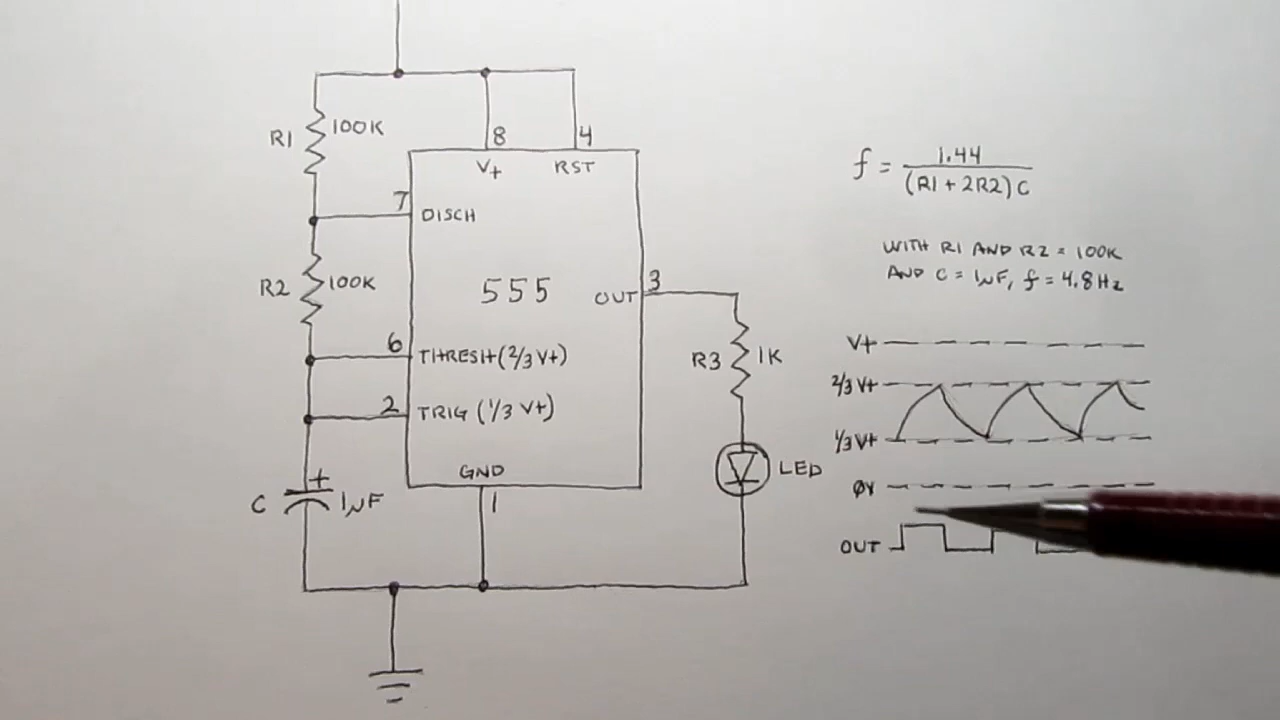 R1 100K
8
4
V+
RST
7
DISCH
R2 100K
555
OUT
3
6
THRESH (2/3 V+)
2
TRIG (1/3 V+)
R3 1K
GND
1
LED
C + 1µF
f = 1.44
(R1 + 2R2) C
WITH R1 AND R2 = 100K
AND C = 1µF, f = 4.8 Hz
V+
2/3 V+
1/3 V+
0V
OUT